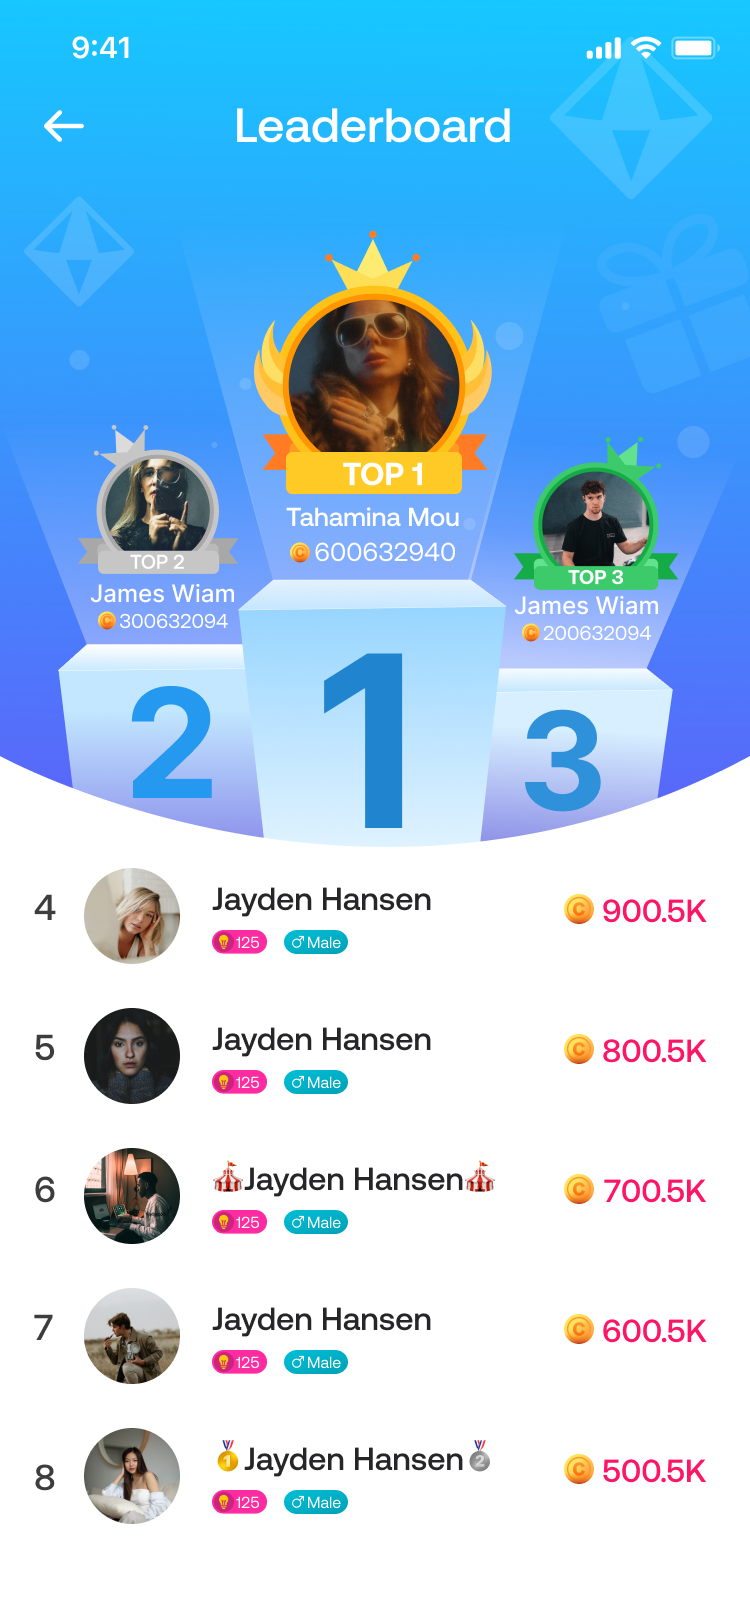 9:41
Leaderboard
TOP 1
Tahamina Mou
C 600632940
TOP 2
James Wiam
C 300632094
TOP 3
James Wiam
C 200632094
2
1
3
4
Jayden Hansen
125 ♂ Male
C 900.5K
5
Jayden Hansen
125 ♂ Male
C 800.5K
6
🎪Jayden Hansen🎪
125 ♂ Male
C 700.5K
7
Jayden Hansen
125 ♂ Male
C 600.5K
8
🥇Jayden Hansen🥈
125 ♂ Male
C 500.5K